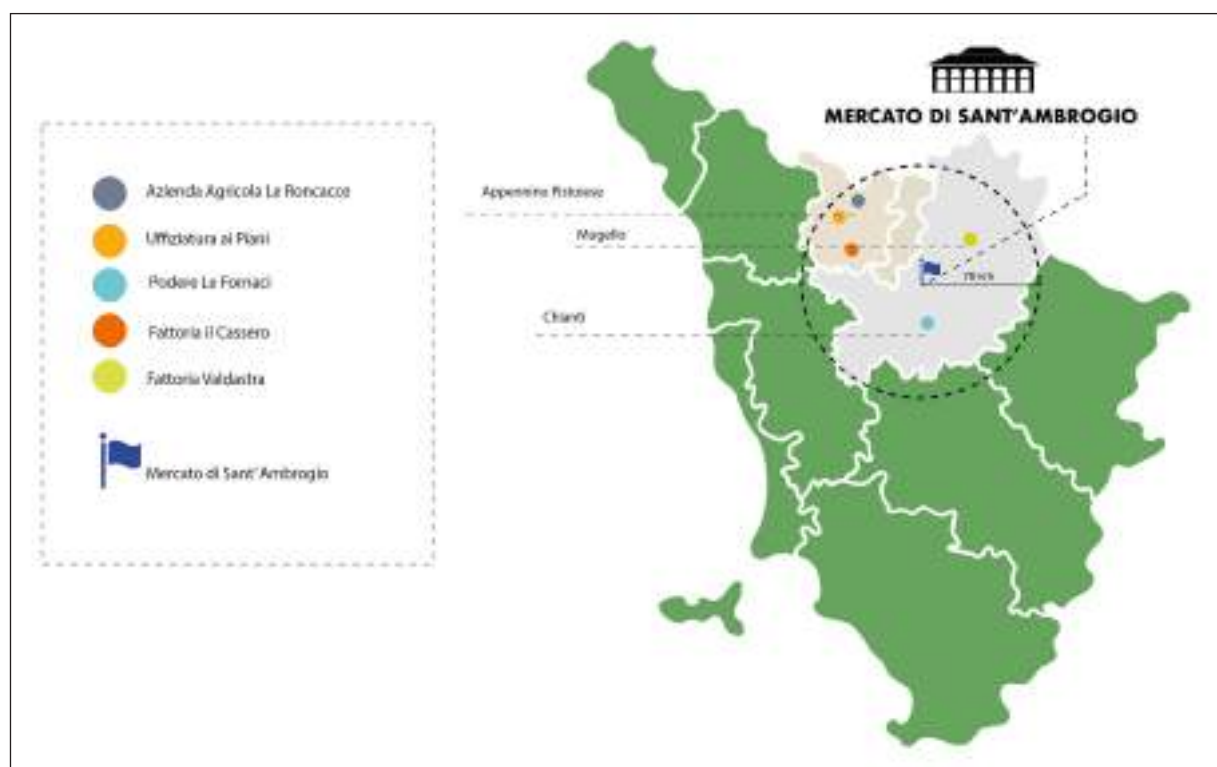 MERCATO DI SANT'AMBROGIO
Azienda Agricola Le Roncacce
Uffiziatura ai Piani
Podere Le Fornaci
Fattoria il Cassero
Fattoria Valdastra
Mercato di Sant'Ambrogio
Appennino Pistoiese
Mugello
Chianti